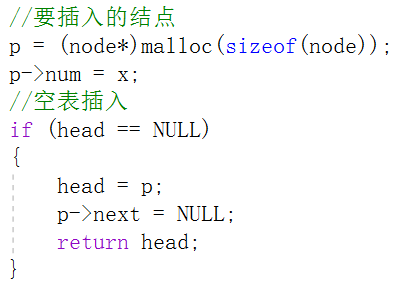 //要插入的结点
p = (node*)malloc(sizeof(node));
p->num = x;
//空表插入
if (head == NULL)
{
    head = p;
    p->next = NULL;
    return head;
}